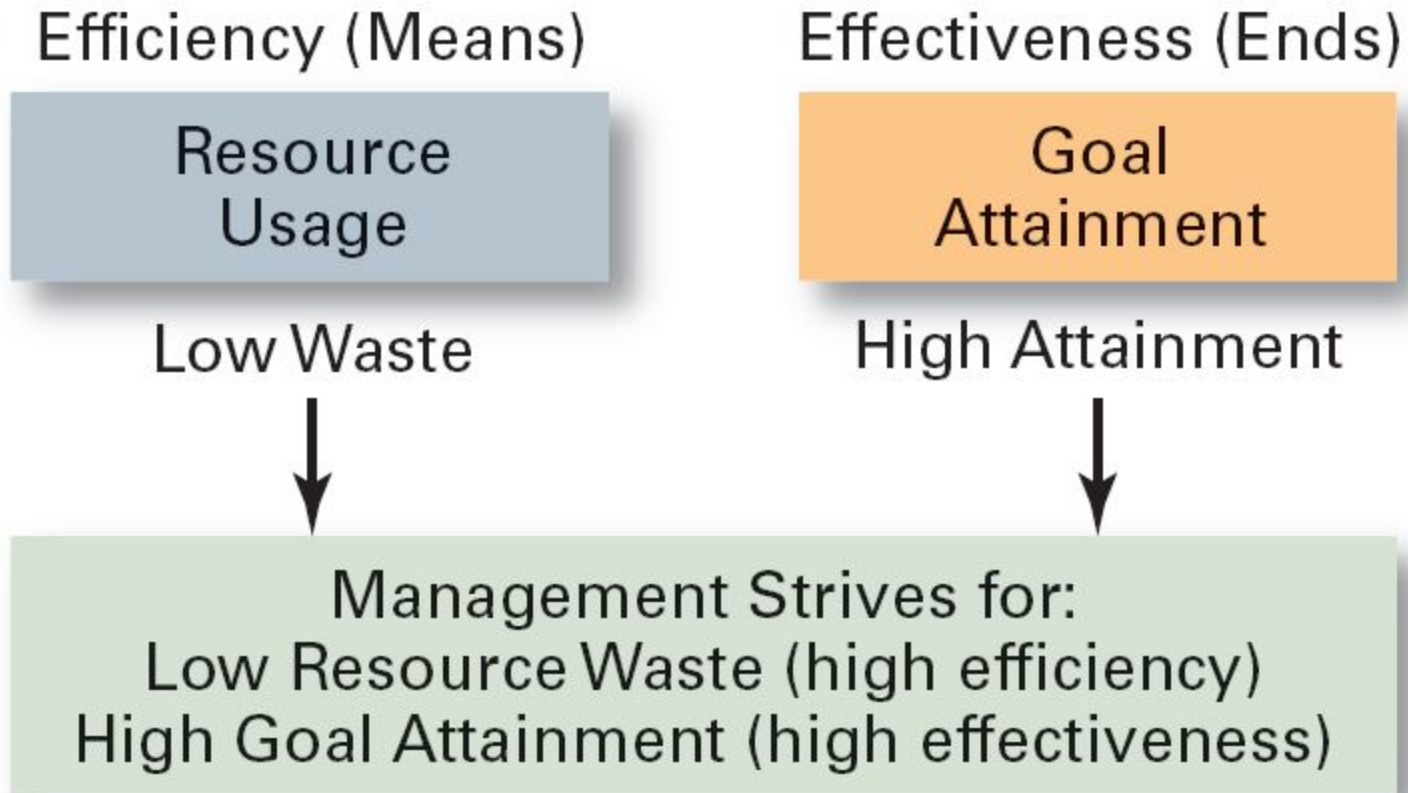 Efficiency (Means)
Effectiveness (Ends)
Resource
Usage
Goal
Attainment
Low Waste
High Attainment
Management Strives for:
Low Resource Waste (high efficiency)
High Goal Attainment (high effectiveness)